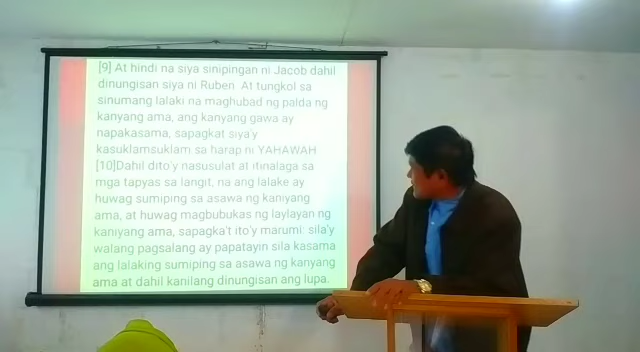 [9] At hindi na siya sinipingan ni Jacob dahil
dinungisan siya ni Ruben. At tungkol sa
sinumang lalaki na maghubad ng palda ng
kanyang ama, ang kanyang gawa ay
napakasama, sapagkat siya'y
kasuklamsuklam sa harap ni YAHAWAH
[10]Dahil dito'y nasusulat at itinalaga sa
mga tapyas sa langit, na ang lalake ay
huwag sumiping sa asawa ng kaniyang
ama, at huwag magbubukas ng laylayan ng
kaniyang ama, sapagka't ito'y marumi: sila'y
walang pagsalang ay papatayin sila kasama
ang lalaking sumiping sa asawa ng kanyang
ama at dahil kanilang dinungisan ang lupa.